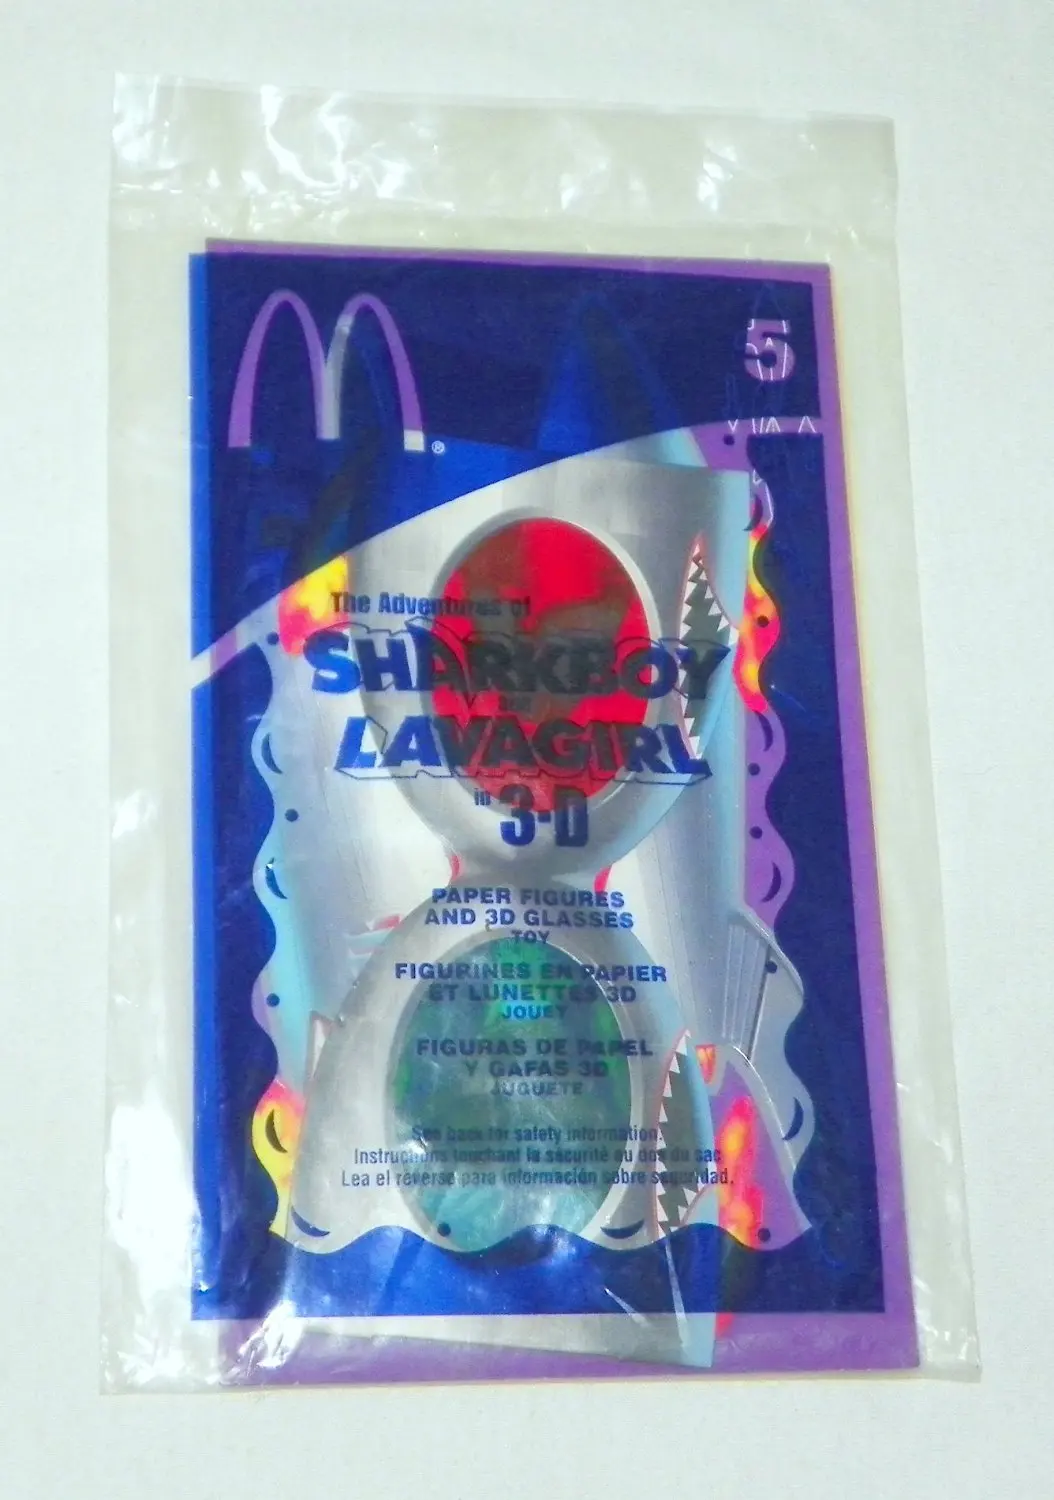 5
®
The Adventures of
SHARKBOY
and
LAVAGIRL
in 3-D
PAPER FIGURES
AND 3D GLASSES
TOY
FIGURINES EN PAPIER
ET LUNETTES 3D
JOUET
FIGURAS DE PAPEL
Y GAFAS 3D
JUGUETE
See back for safety information.
Instructions touchant la sécurité au dos du sac
Lea el reverso para información sobre seguridad.